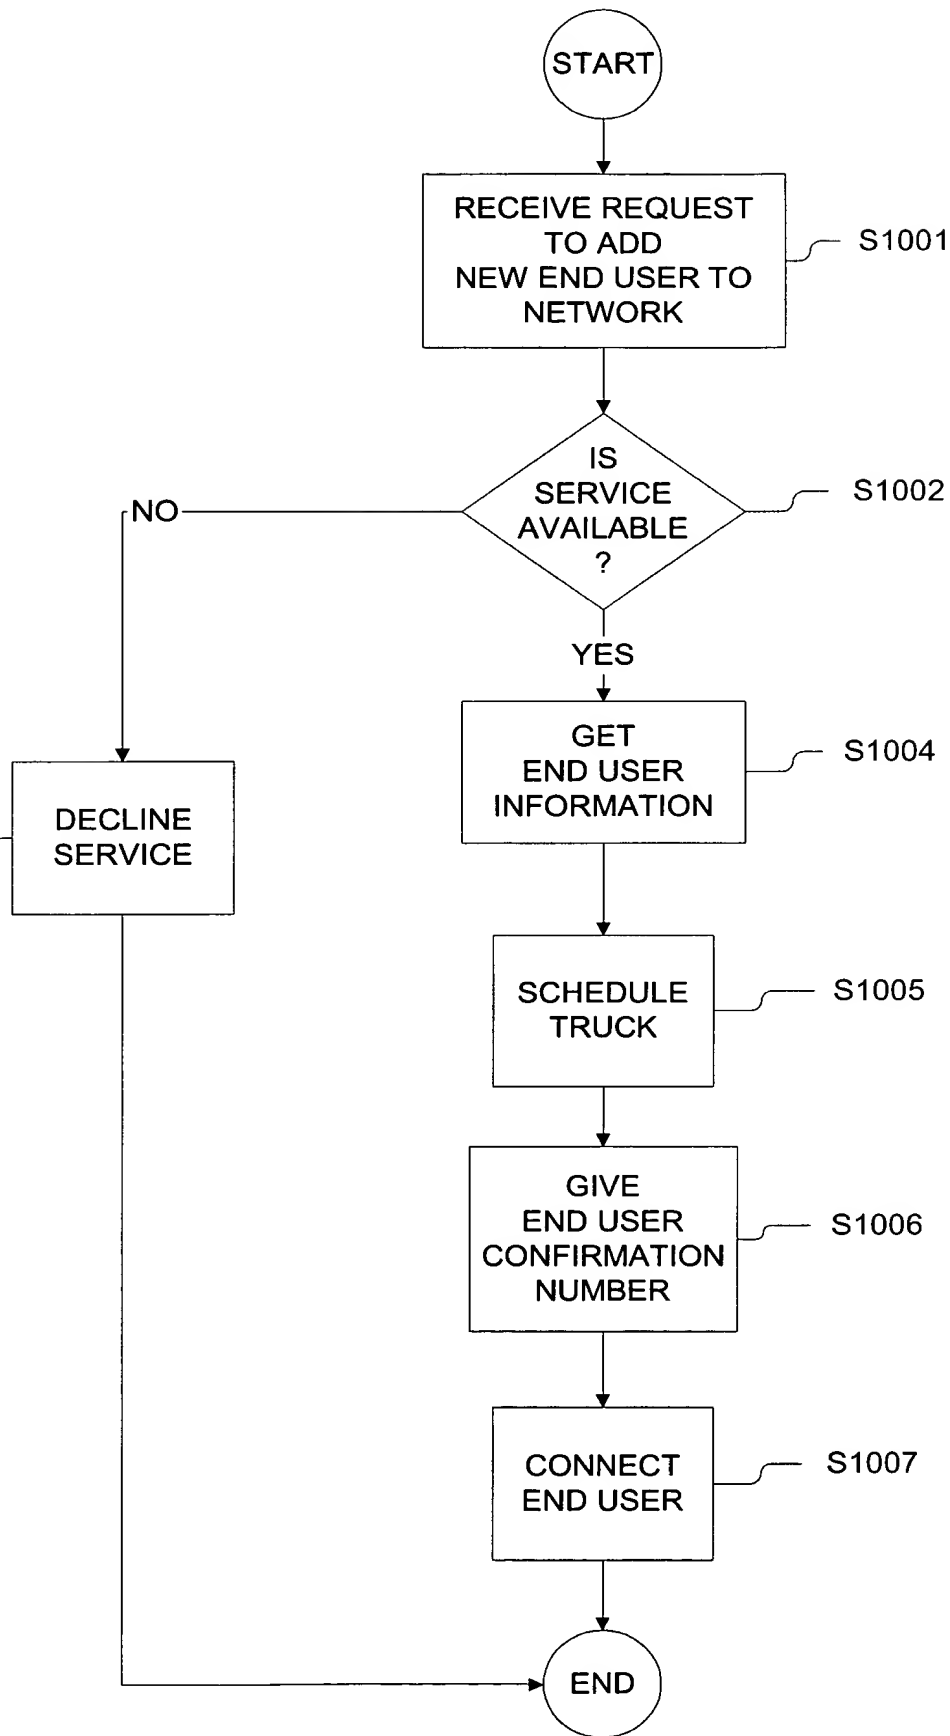 START
RECEIVE REQUEST
TO ADD
NEW END USER TO
NETWORK
S1001
IS
SERVICE
AVAILABLE
?
S1002
NO
YES
GET
END USER
INFORMATION
S1004
DECLINE
SERVICE
SCHEDULE
TRUCK
S1005
GIVE
END USER
CONFIRMATION
NUMBER
S1006
CONNECT
END USER
S1007
END